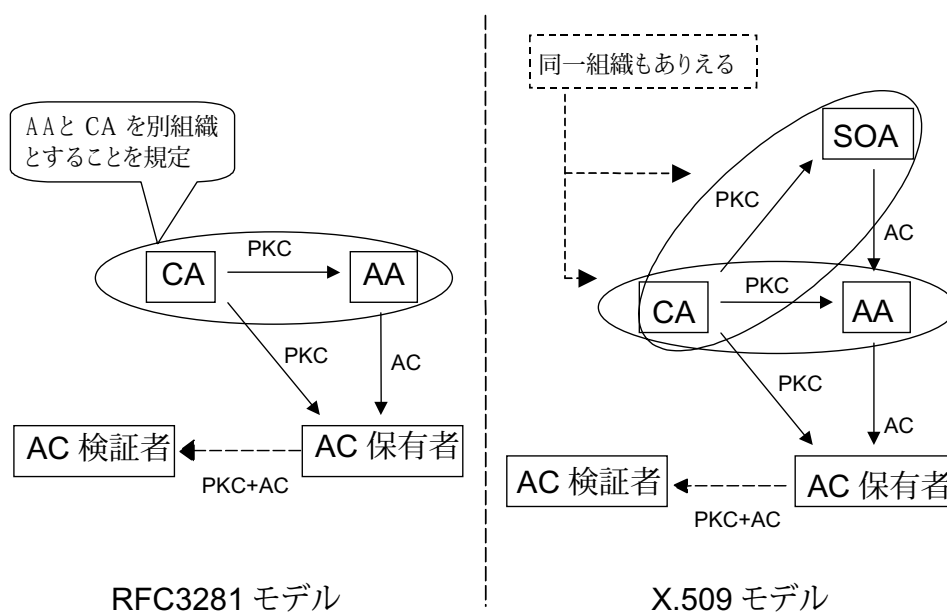 AAと CA を別組織
とすることを規定
PKC
CA
AA
PKC
AC
AC 検証者
AC 保有者
PKC+AC
RFC3281 モデル
同一組織もありえる
SOA
PKC
AC
PKC
CA
AA
PKC
AC
AC 検証者
AC 保有者
PKC+AC
X.509 モデル